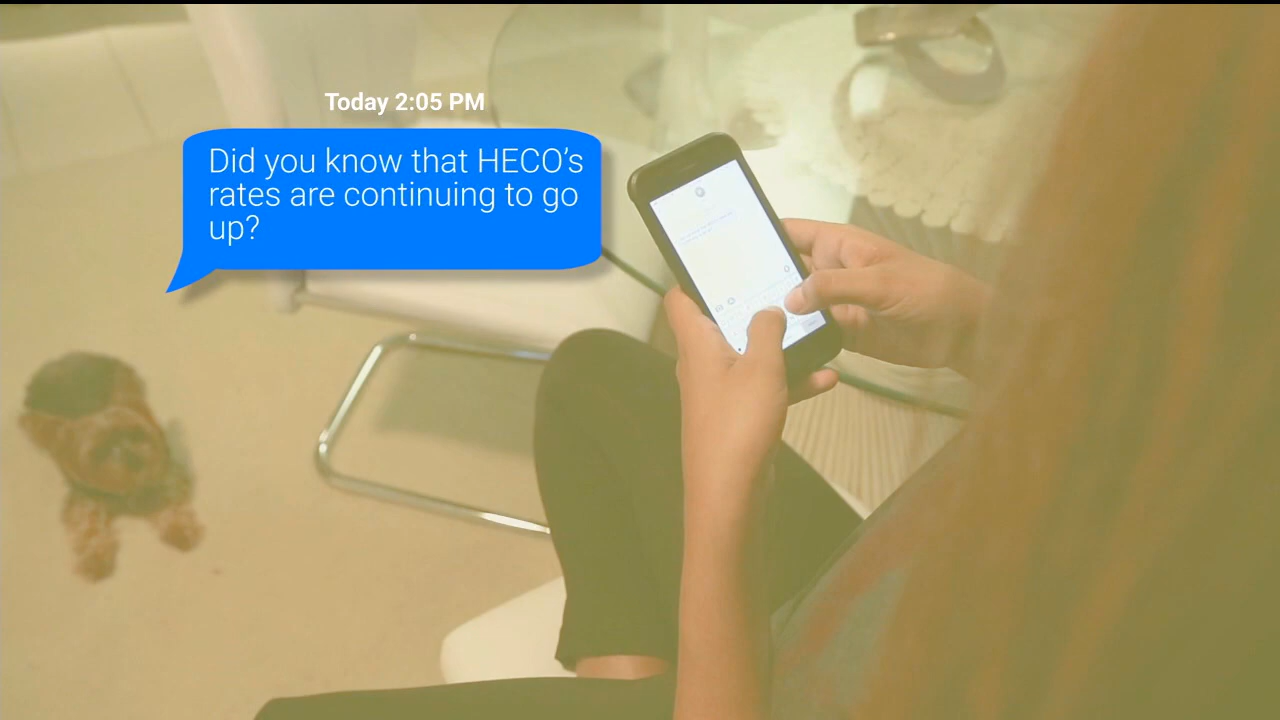 Today 2:05 PM
Did you know that HECO’s
rates are continuing to go
up?